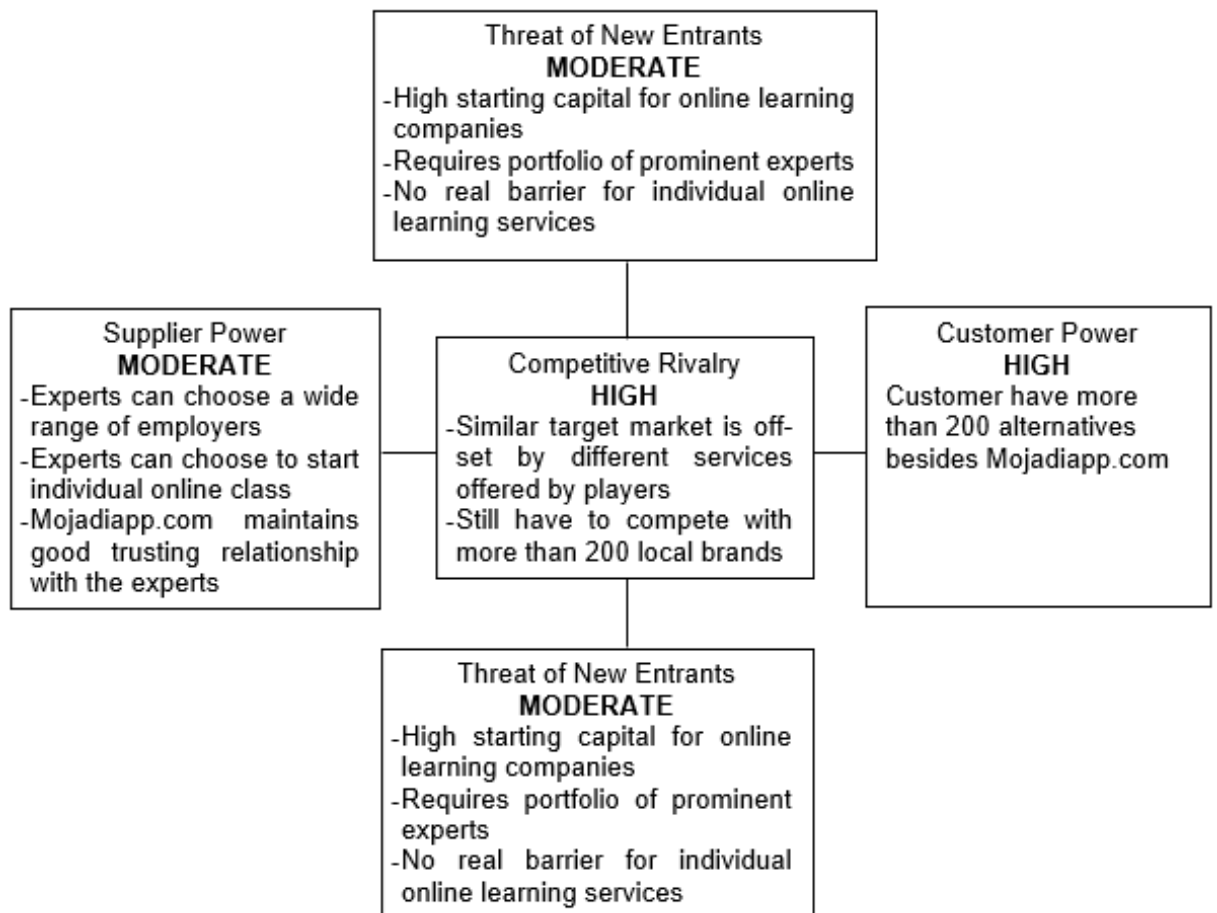 Threat of New Entrants
MODERATE
-High starting capital for online learning
companies
-Requires portfolio of prominent experts
-No real barrier for individual online
learning services
Supplier Power
MODERATE
-Experts can choose a wide
range of employers
-Experts can choose to start
individual online class
-Mojadiapp.com maintains
good trusting relationship
with the experts
Competitive Rivalry
HIGH
-Similar target market is off-
set by different services
offered by players
-Still have to compete with
more than 200 local brands
Customer Power
HIGH
Customer have more
than 200 alternatives
besides Mojadiapp.com
Threat of New Entrants
MODERATE
-High starting capital for online
learning companies
-Requires portfolio of prominent
experts
-No real barrier for individual
online learning services